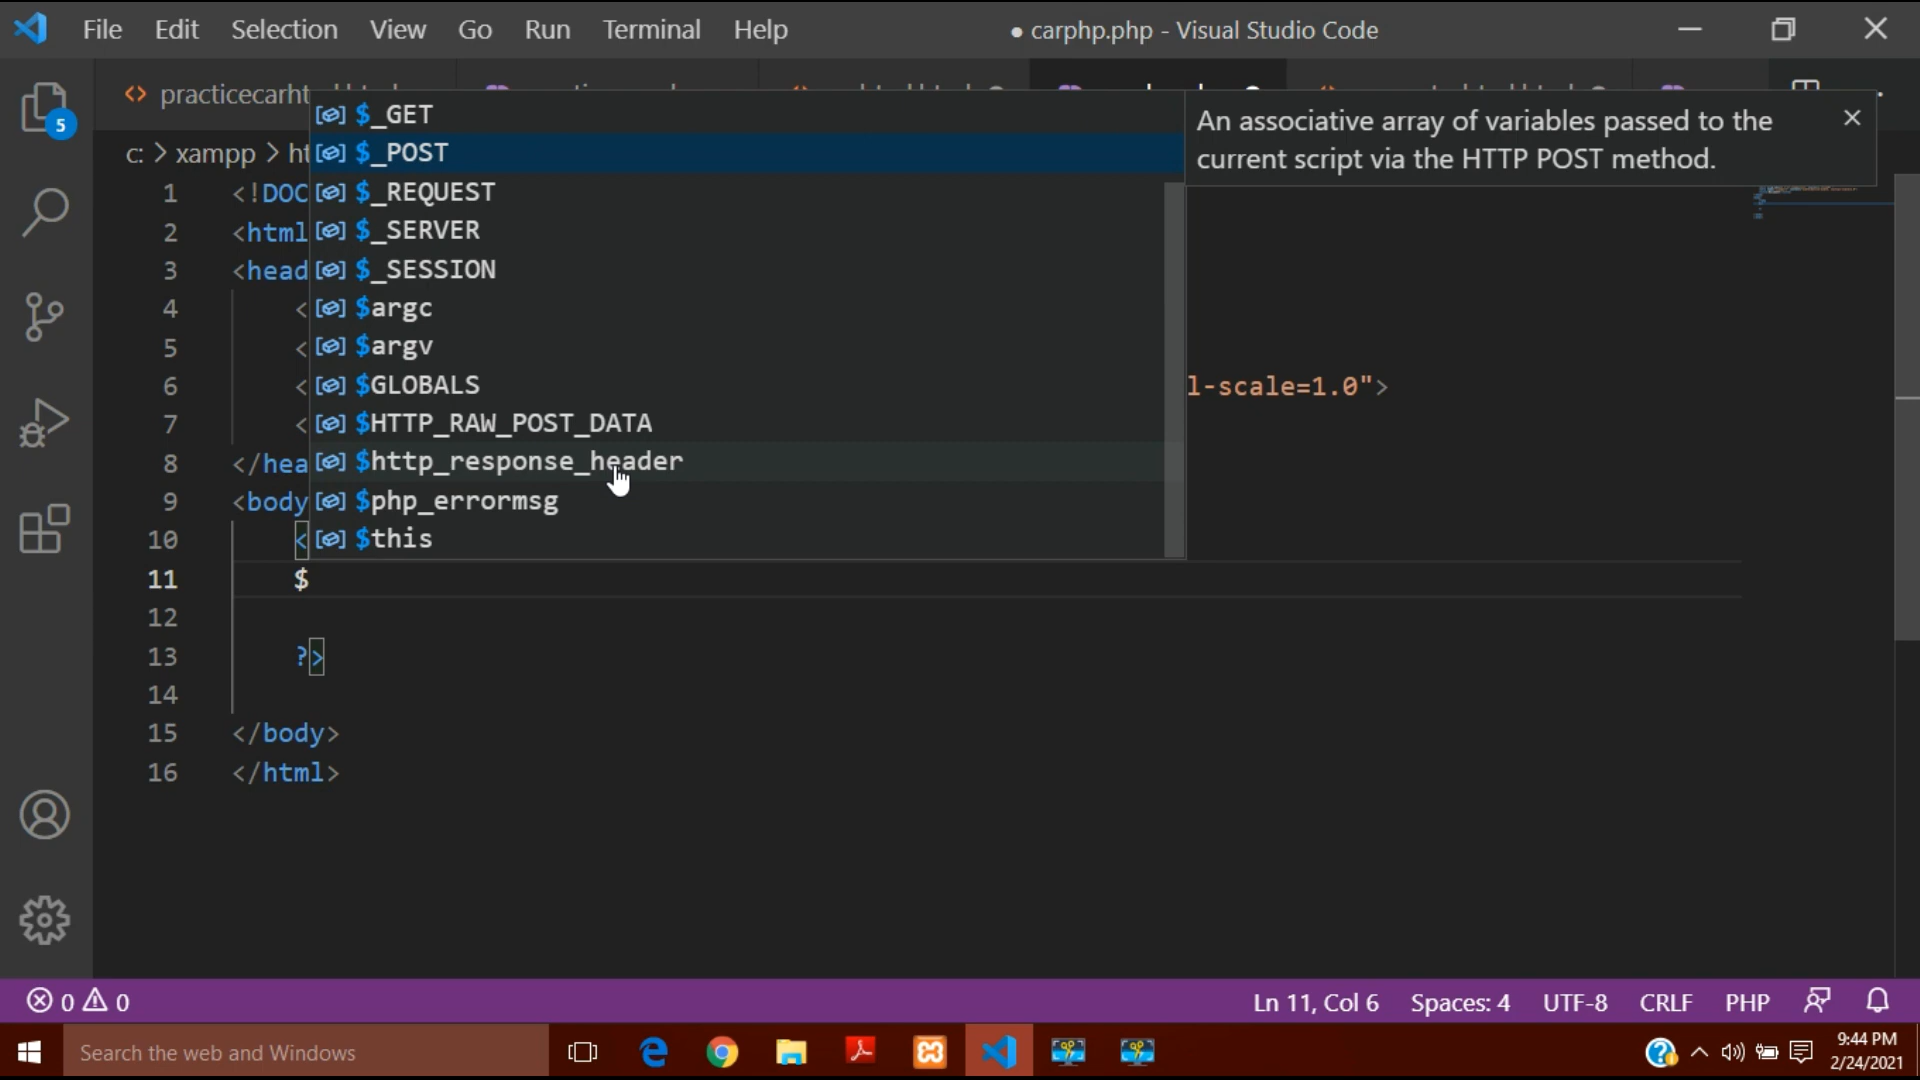 File Edit Selection View Go Run Terminal Help ● carphp.php - Visual Studio Code
5
<> practicecarht
An associative array of variables passed to the
current script via the HTTP POST method.
c: > xampp > ht
$_GET
$_POST
$_REQUEST
$_SERVER
$_SESSION
$argc
$argv
$GLOBALS
$HTTP_RAW_POST_DATA
$http_response_header
$php_errormsg
$this
1 <!DOC
2 <html
3 <head
4 <
5 <
6 < l-scale=1.0">
7 <
8 </hea
9 <body
10 <
11 $
12
13 ?>
14
15 </body>
16 </html>
0 0 Ln 11, Col 6 Spaces: 4 UTF-8 CRLF PHP
Search the web and Windows
9:44 PM
2/24/2021